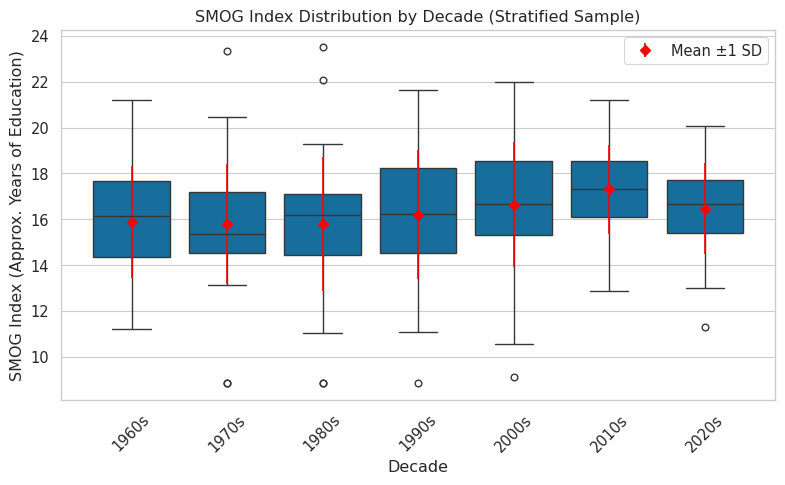 SMOG Index Distribution by Decade (Stratified Sample)
SMOG Index (Approx. Years of Education)
24
22
20
18
16
14
12
10
Mean ±1 SD
1960s
1970s
1980s
1990s
2000s
2010s
2020s
Decade